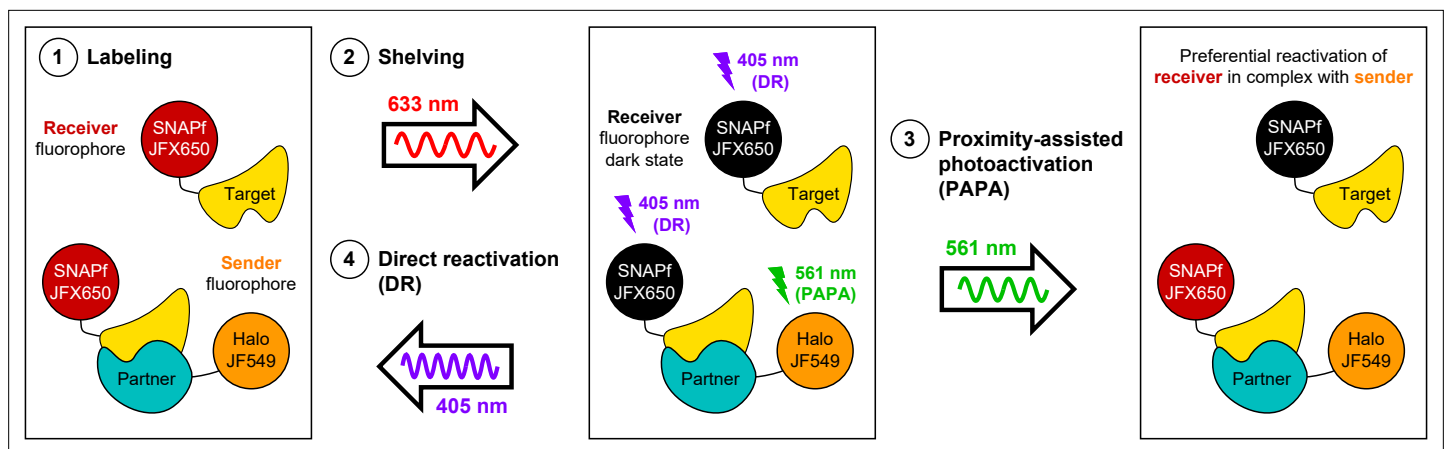 1 Labeling
Receiver
fluorophore
SNAPf
JFX650
Target
SNAPf
JFX650
Sender
fluorophore
Partner
Halo
JF549
2 Shelving
633 nm
4 Direct reactivation
(DR)
405 nm
405 nm
(DR)
Receiver
fluorophore
dark state
SNAPf
JFX650
Target
405 nm
(DR)
SNAPf
JFX650
561 nm
(PAPA)
Partner
Halo
JF549
3 Proximity-assisted
photoactivation
(PAPA)
561 nm
Preferential reactivation of
receiver in complex with sender
SNAPf
JFX650
Target
SNAPf
JFX650
Partner
Halo
JF549